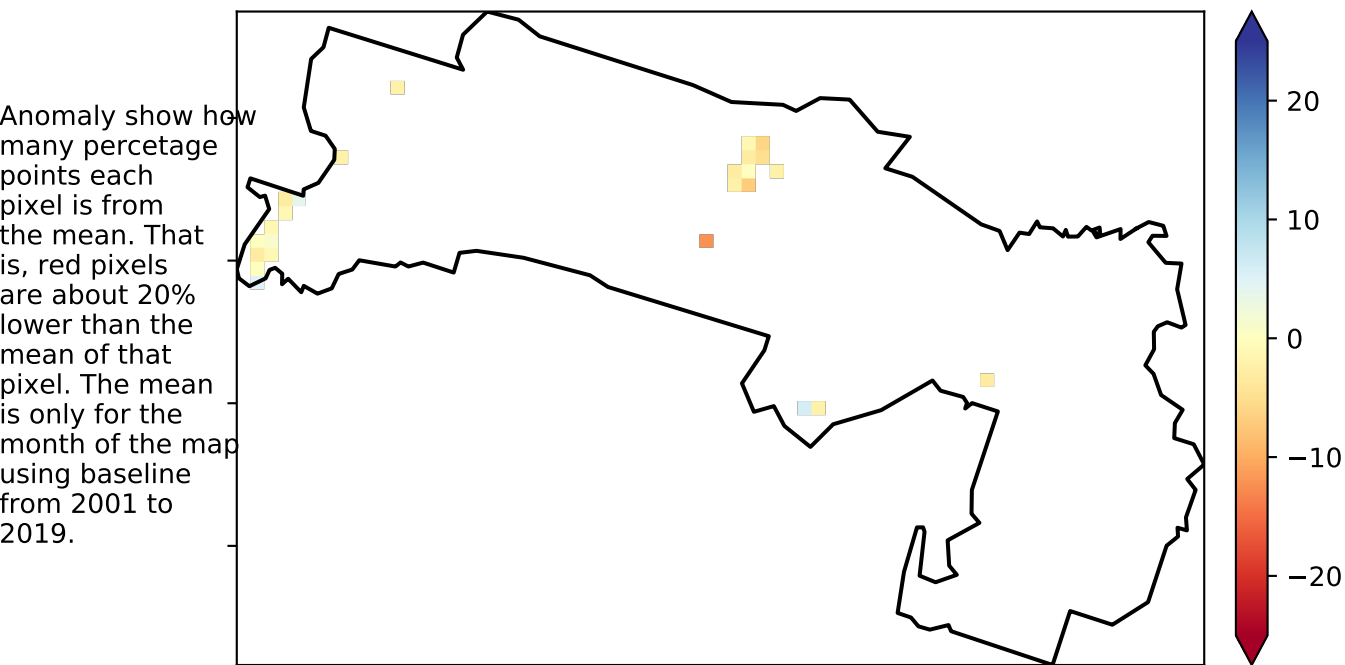 Anomaly show how
many percetage
points each
pixel is from
the mean. That
is, red pixels
are about 20%
lower than the
mean of that
pixel. The mean
is only for the
month of the map
using baseline
from 2001 to
2019.
20
10
0
−10
−20